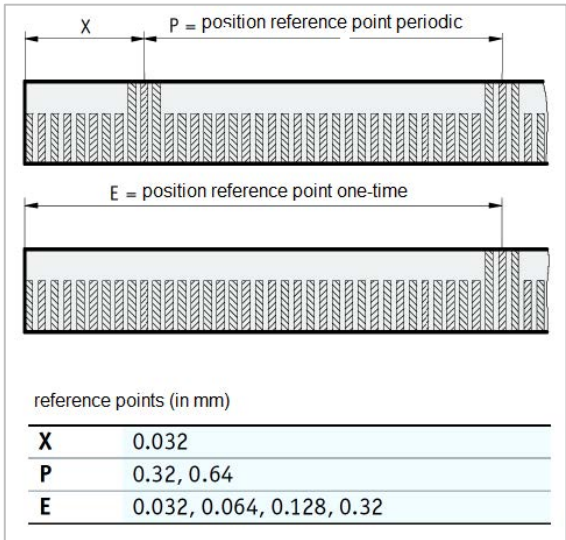 X
P = position reference point periodic
E = position reference point one-time
reference points (in mm)
X 0.032
P 0.32, 0.64
E 0.032, 0.064, 0.128, 0.32